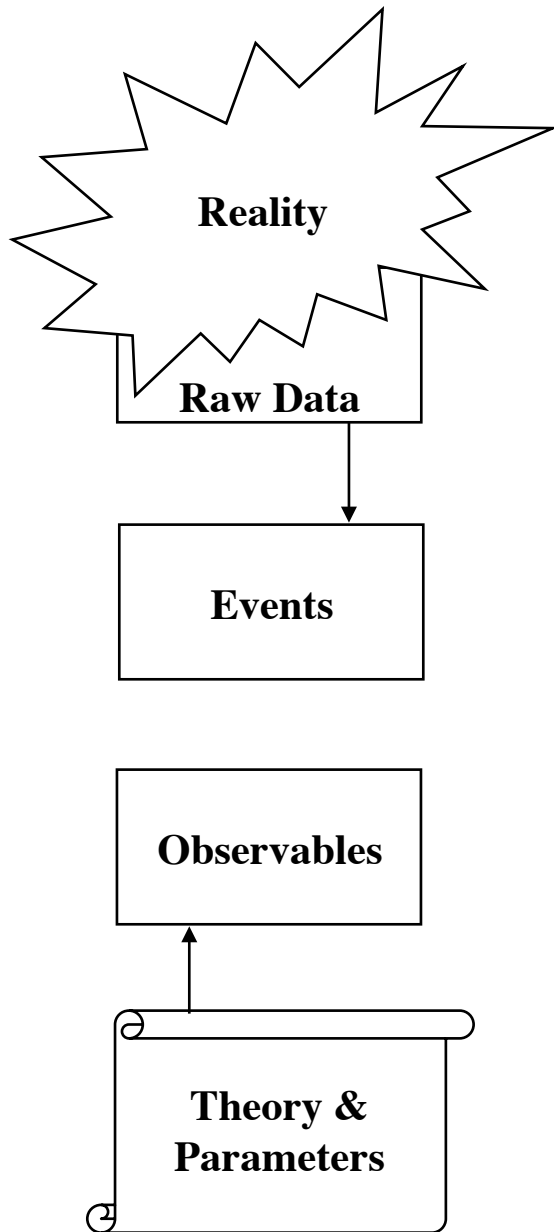 Reality
Raw Data
Events
Observables
Theory &
Parameters